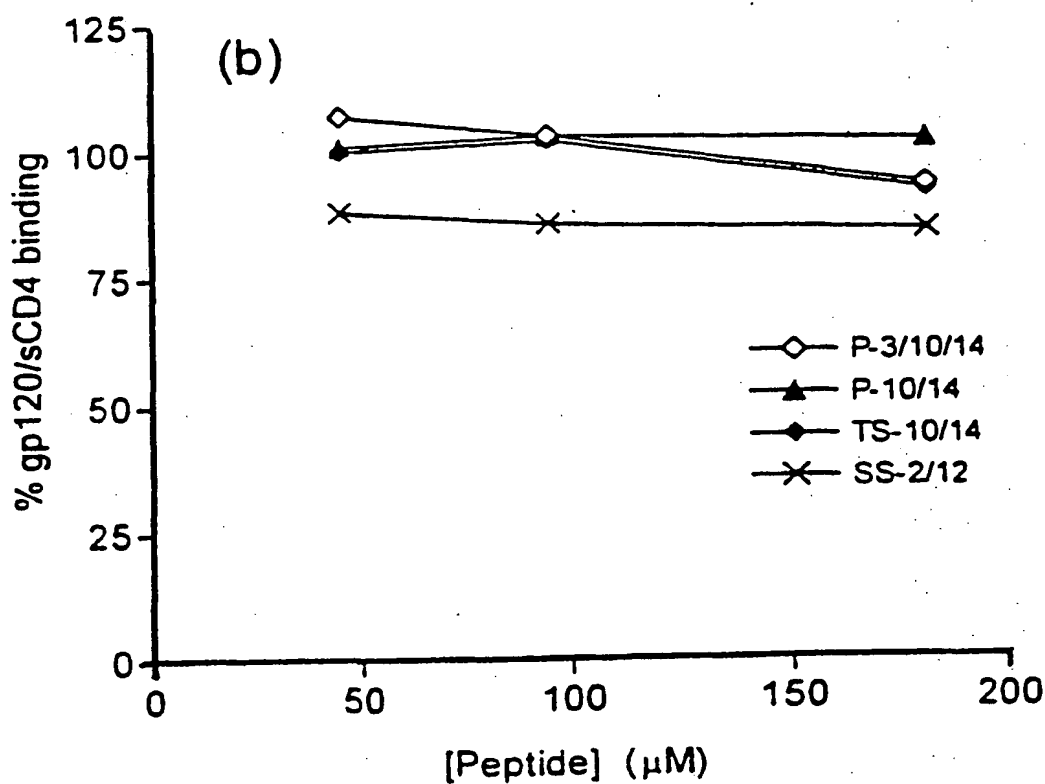 (b)
% gp120/sCD4 binding
125
100
75
50
25
0
P-3/10/14
P-10/14
TS-10/14
SS-2/12
0 50 100 150 200
[Peptide] (μM)